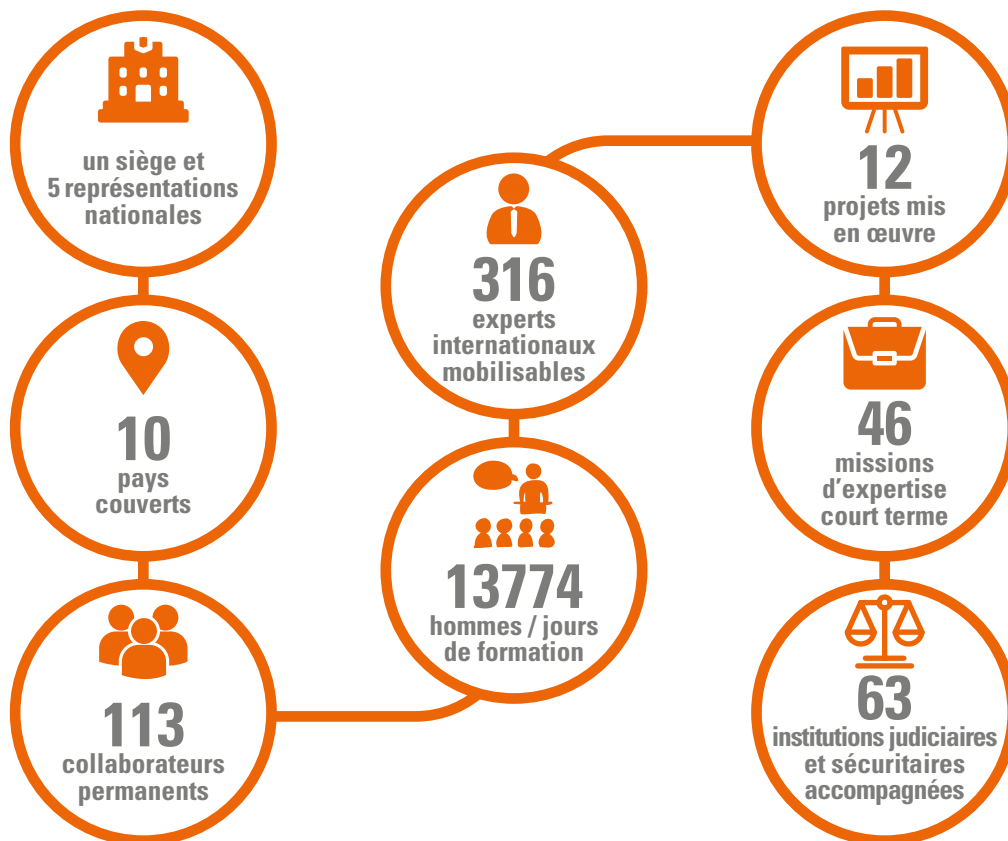 un siège et
5 représentations
nationales
10
pays
couverts
113
collaborateurs
permanents
13774
hommes / jours
de formation
316
experts
internationaux
mobilisables
12
projets mis
en œuvre
46
missions
d'expertise
court terme
63
institutions judiciaires
et sécuritaires
accompagnées